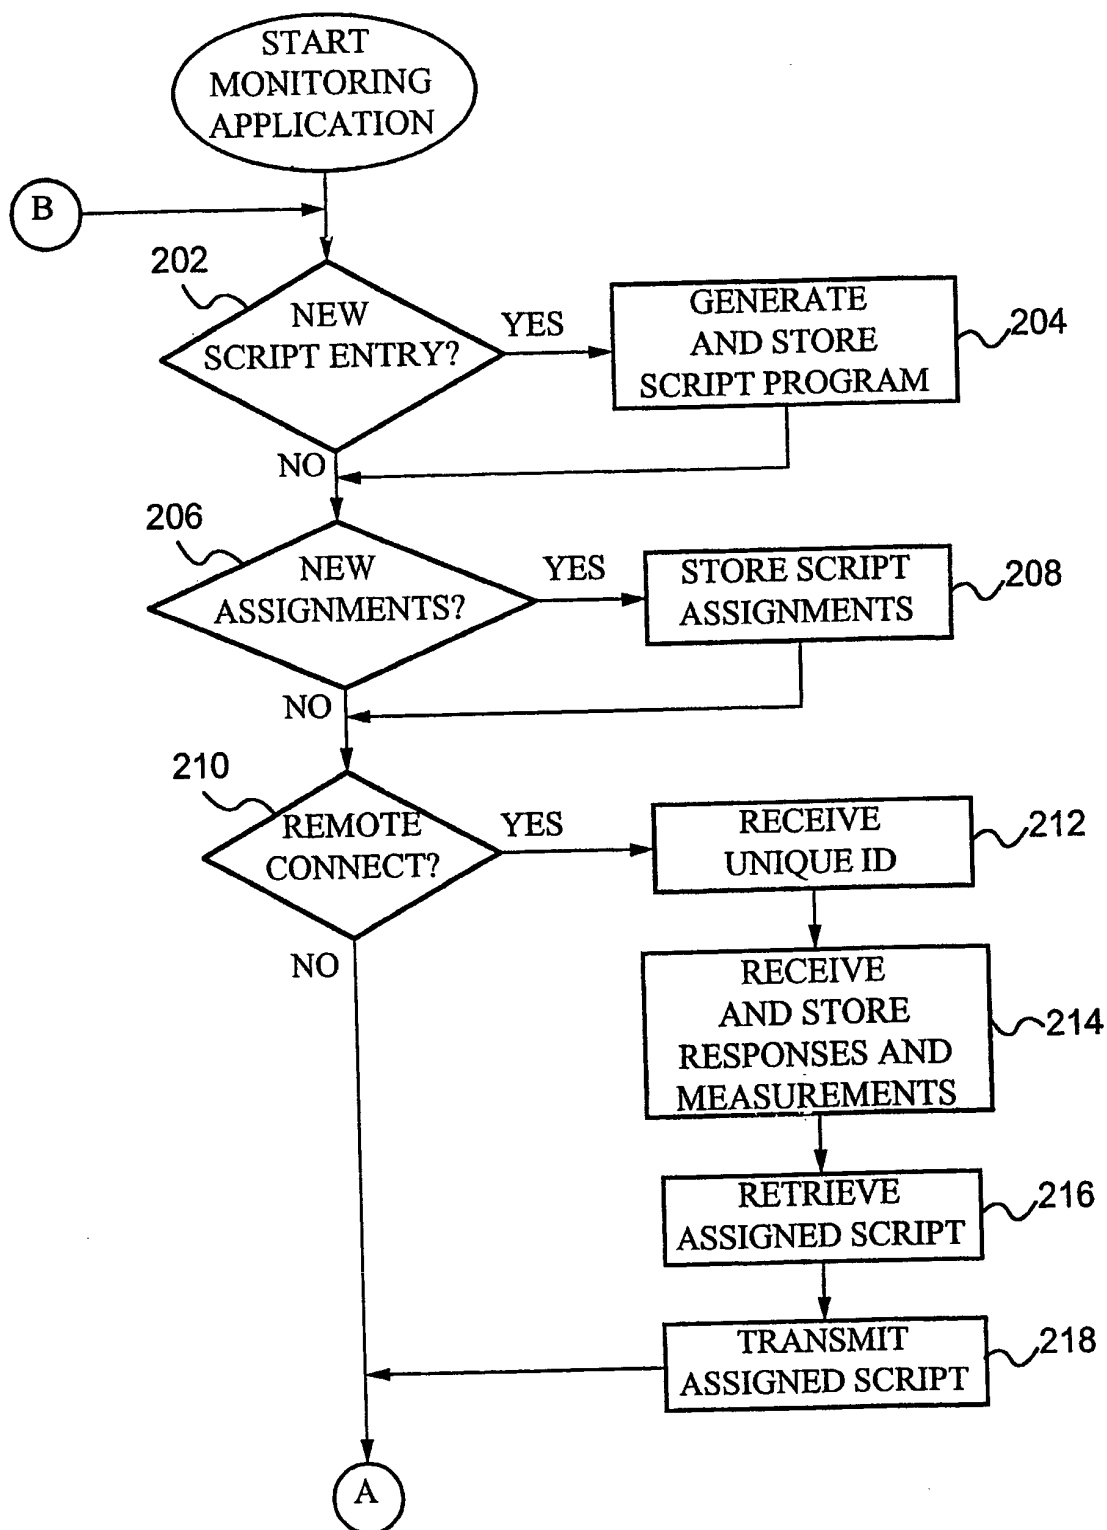 START
MONITORING
APPLICATION
B
202
NEW
SCRIPT ENTRY?
YES
GENERATE
AND STORE
SCRIPT PROGRAM
204
NO
206
NEW
ASSIGNMENTS?
YES
STORE SCRIPT
ASSIGNMENTS
208
NO
210
REMOTE
CONNECT?
YES
RECEIVE
UNIQUE ID
212
NO
RECEIVE
AND STORE
RESPONSES AND
MEASUREMENTS
214
RETRIEVE
ASSIGNED SCRIPT
216
TRANSMIT
ASSIGNED SCRIPT
218
A